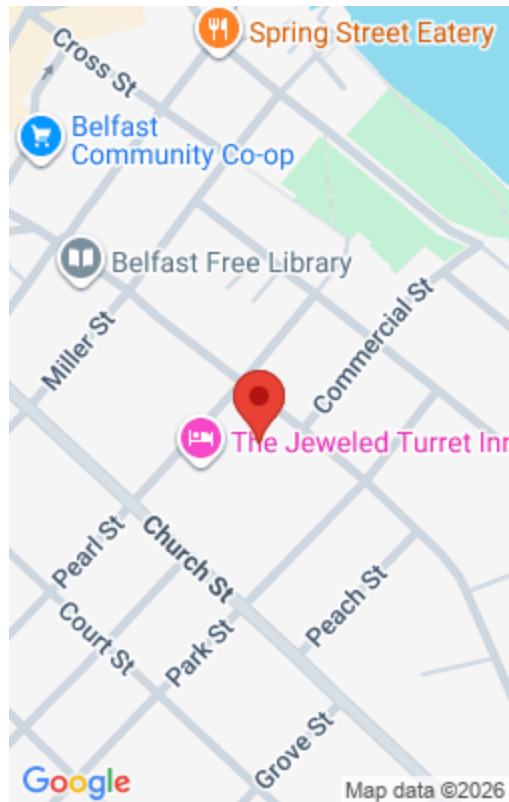 Spring Street Eatery
Cross St
Belfast
Community Co-op
Belfast Free Library
Miller St
Commercial St
The Jeweled Turret Inn
Pearl St
Church St
Court St
Park St
Peach St
Grove St
Google
Map data ©2026